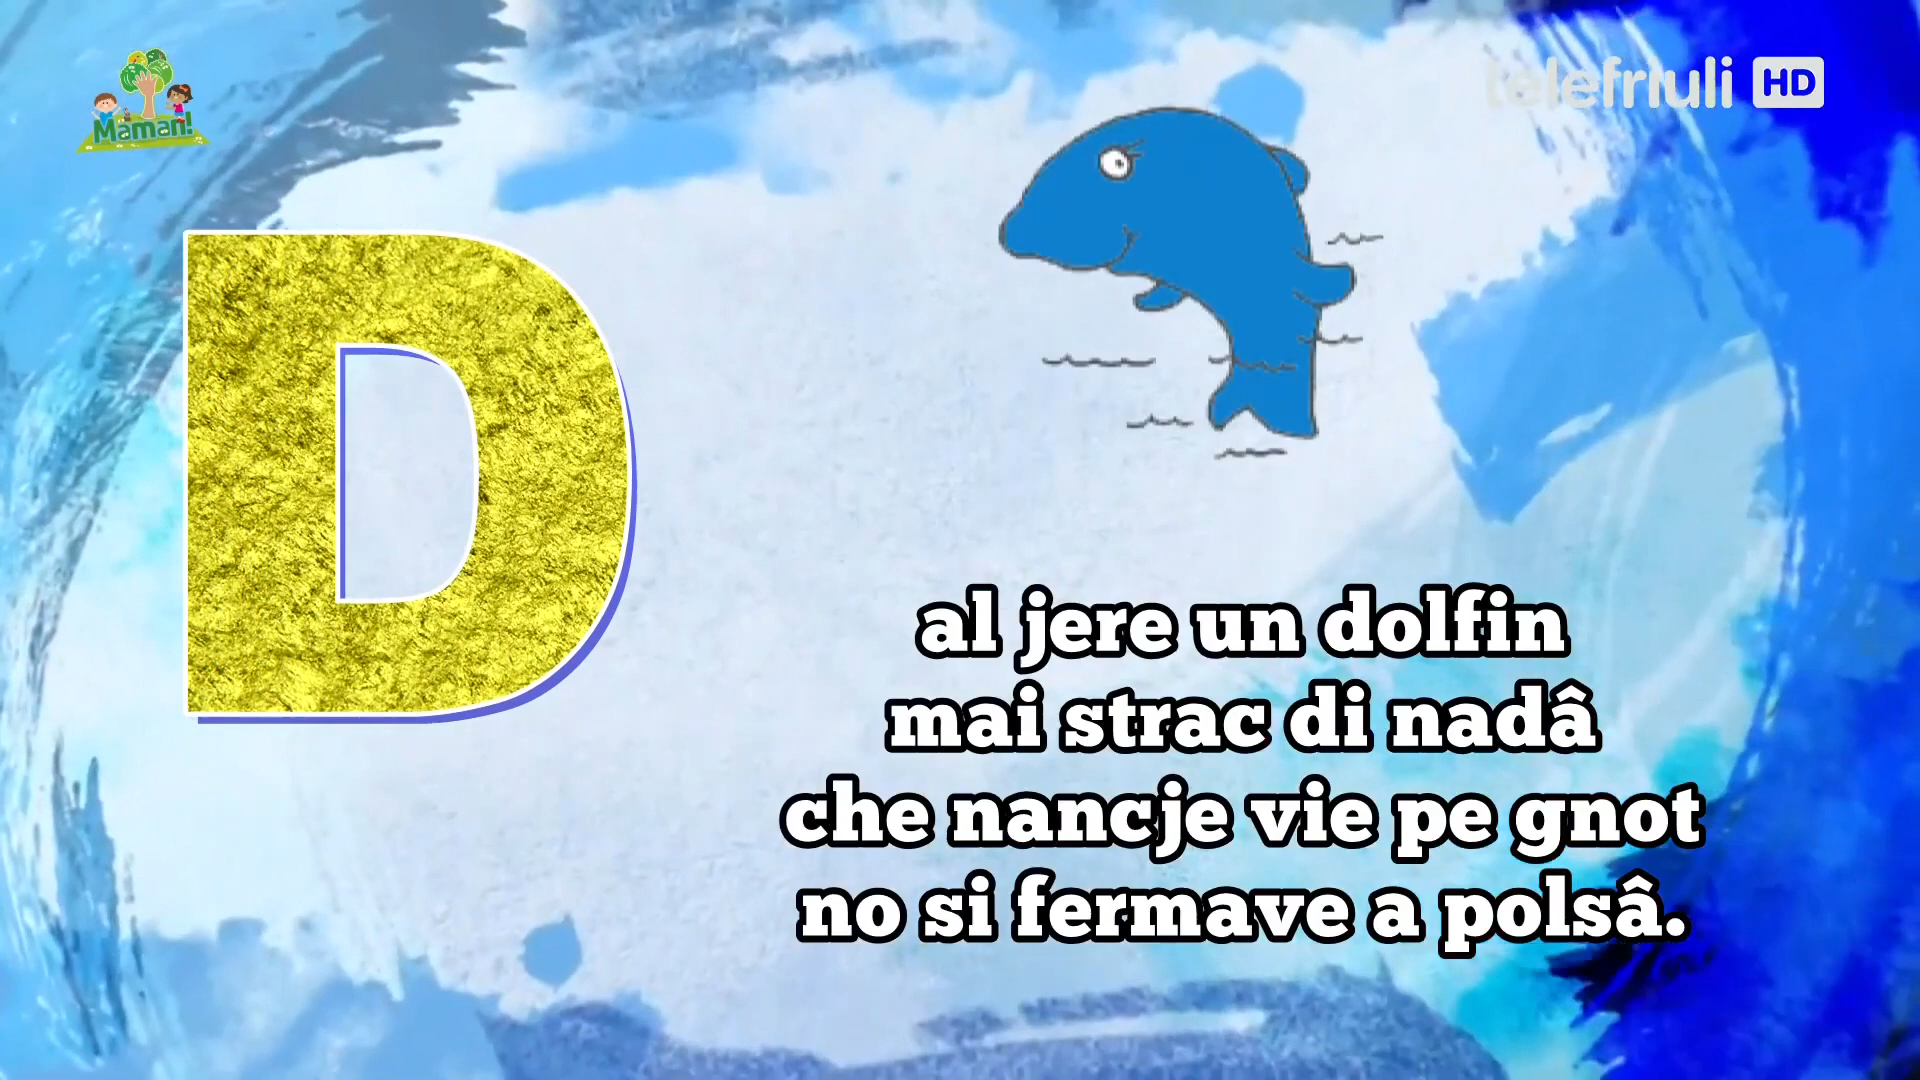 Maman!
telefriuli HD
D
al jere un dolfin
mai strac di nadâ
che nancje vie pe gnot
no si fermave a polsâ.